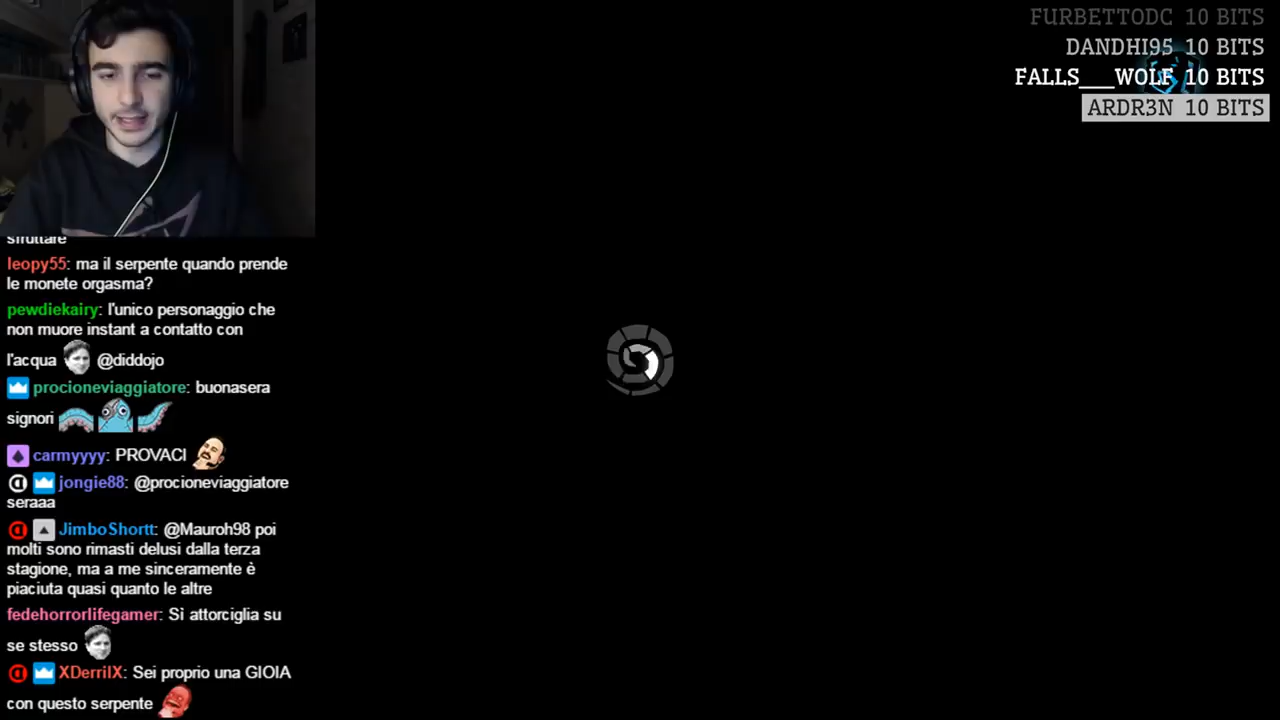 FURBETTODC 10 BITS
DANDHI95 10 BITS
FALLS___WOLF 10 BITS
ARDR3N 10 BITS
sfruttare
leopy55: ma il serpente quando prende
le monete orgasma?
pewdiekairy: l'unico personaggio che
non muore instant a contatto con
l'acqua @diddojo
procioneviaggiatore: buonasera
signori
carmyyyy: PROVACI
jongie88: @procioneviaggiatore
seraaa
JimboShortt: @Mauroh98 poi
molti sono rimasti delusi dalla terza
stagione, ma a me sinceramente è
piaciuta quasi quanto le altre
fedehorrorlifegamer: Sì attorciglia su
se stesso
XDerrilX: Sei proprio una GIOIA
con questo serpente